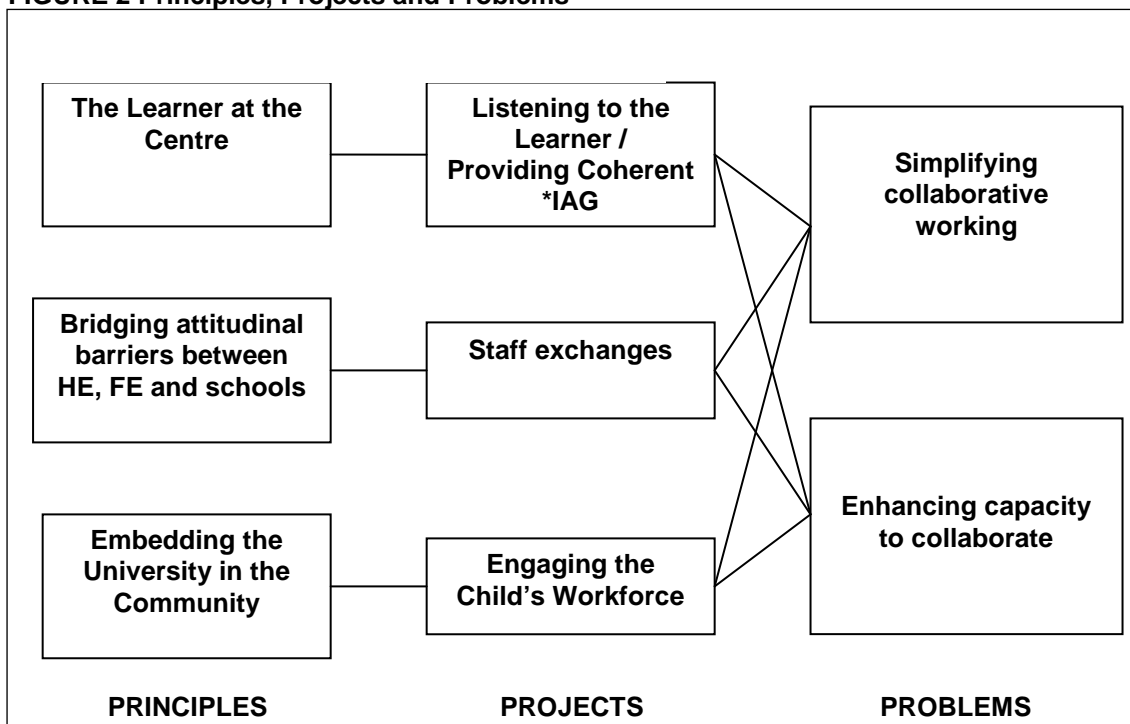 FIGURE 2 Principles, Projects and Problems
The Learner at the
Centre
Listening to the
Learner /
Providing Coherent
*IAG
Simplifying
collaborative
working
Bridging attitudinal
barriers between
HE, FE and schools
Staff exchanges
Enhancing capacity
to collaborate
Embedding the
University in the
Community
Engaging the
Child’s Workforce
PRINCIPLES
PROJECTS
PROBLEMS